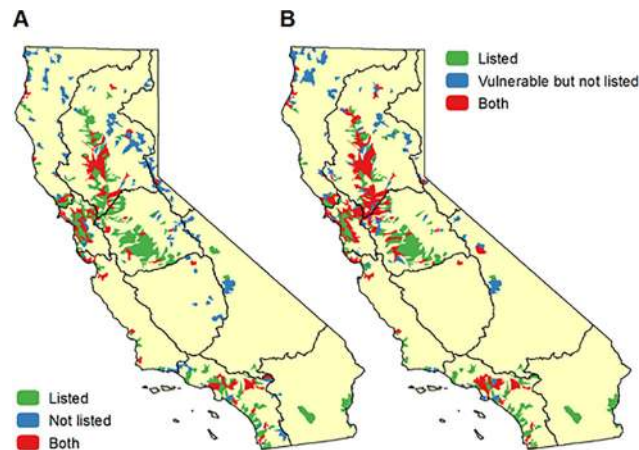 A
B
Listed
Vulnerable but not listed
Both
Listed
Not listed
Both